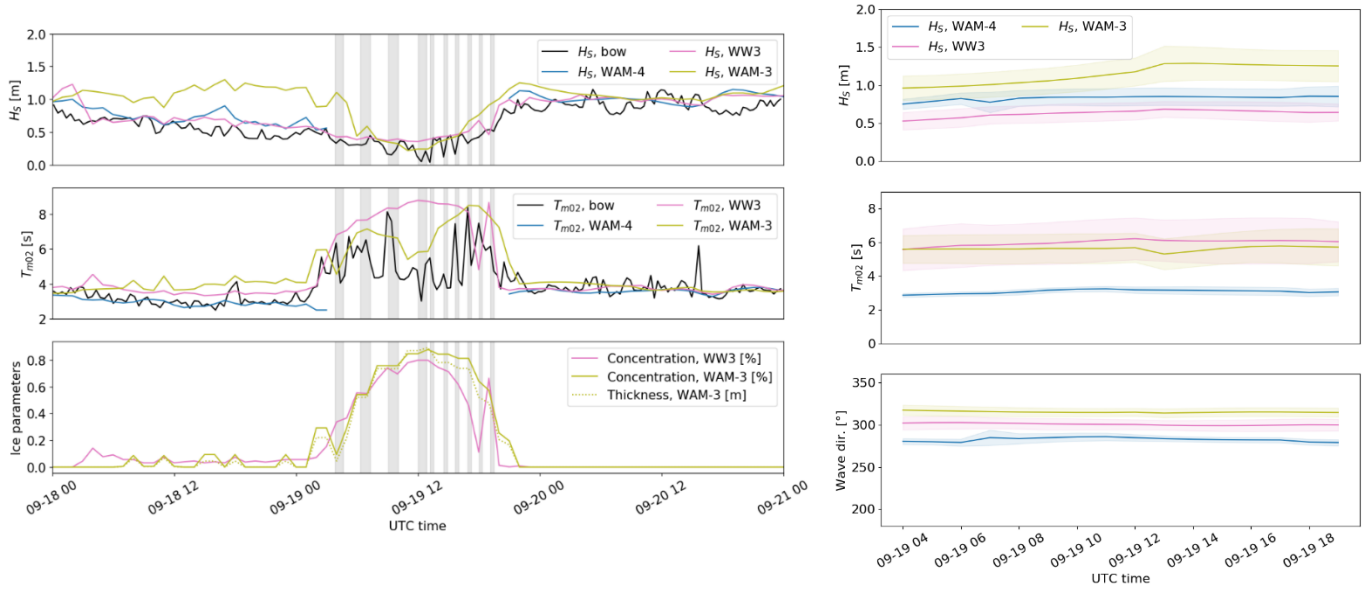 2.0
1.5
1.0
0.5
0.0
H_S [m]
H_S, bow
H_S, WAM-4
H_S, WW3
H_S, WAM-3
8
6
4
2
T_m02 [s]
T_m02, bow
T_m02, WAM-4
T_m02, WW3
T_m02, WAM-3
0.8
0.6
0.4
0.2
0.0
Ice parameters
Concentration, WW3 [%]
Concentration, WAM-3 [%]
Thickness, WAM-3 [m]
09-18 00
09-18 12
09-19 00
09-19 12
09-20 00
09-20 12
09-21 00
UTC time
2.0
1.5
1.0
0.5
0.0
H_S [m]
H_S, WAM-4
H_S, WW3
H_S, WAM-3
8
6
4
2
0
T_m02 [s]
350
300
250
200
Wave dir. [°]
09-19 04
09-19 06
09-19 08
09-19 10
09-19 12
09-19 14
09-19 16
09-19 18
UTC time